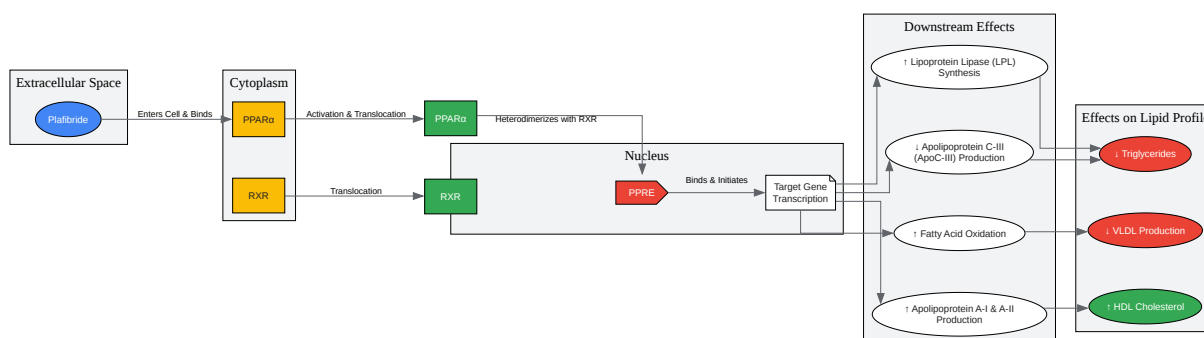 Extracellular Space
Plafibride
Enters Cell & Binds
Cytoplasm
PPARα
RXR
Activation & Translocation
Translocation
PPARα
RXR
Heterodimerizes with RXR
Nucleus
PPRE
Binds & Initiates
Target Gene
Transcription
Downstream Effects
↑ Lipoprotein Lipase (LPL)
Synthesis
↓ Apolipoprotein C-III
(ApoC-III) Production
↑ Fatty Acid Oxidation
↑ Apolipoprotein A-I & A-II
Production
Effects on Lipid Profile
↓ Triglycerides
↓ VLDL Production
↑ HDL Cholesterol